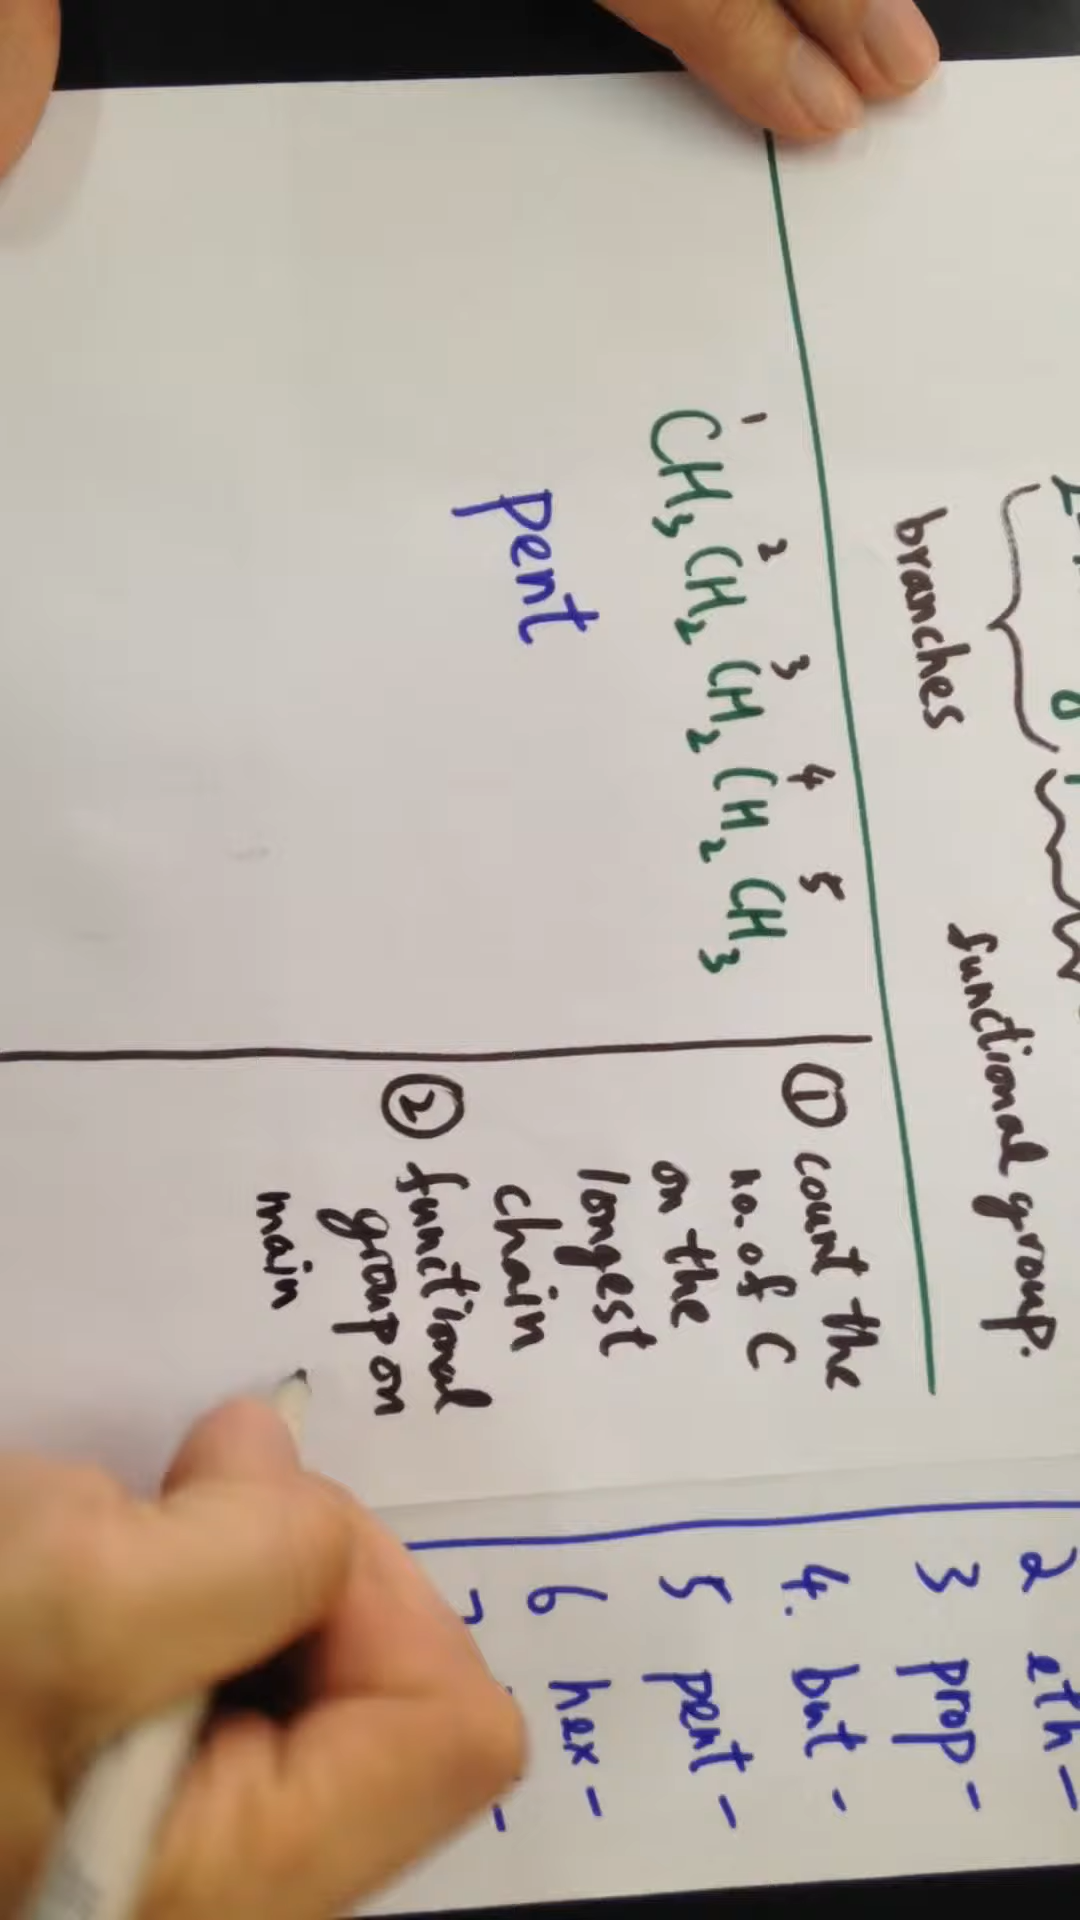 branches
functional group.
1 2 3 4 5
CH3CH2CH2CH2CH3
pent
① count the
no. of C
on the
longest
chain
② functional
group on
main
2 eth-
3 prop-
4. but-
5 pent-
6 hex-
7